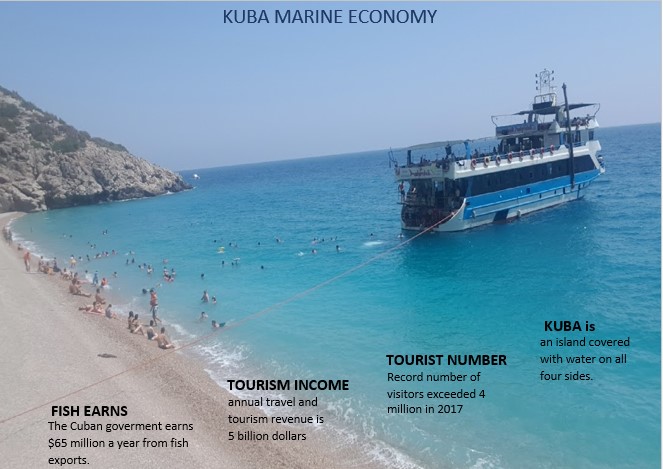 KUBA MARINE ECONOMY
KUBA is
an island covered
with water on all
four sides.
TOURIST NUMBER
Record number of
visitors exceeded 4
million in 2017
TOURISM INCOME
annual travel and
tourism revenue is
5 billion dollars
FISH EARNS
The Cuban goverment earns
$65 million a year from fish
exports.